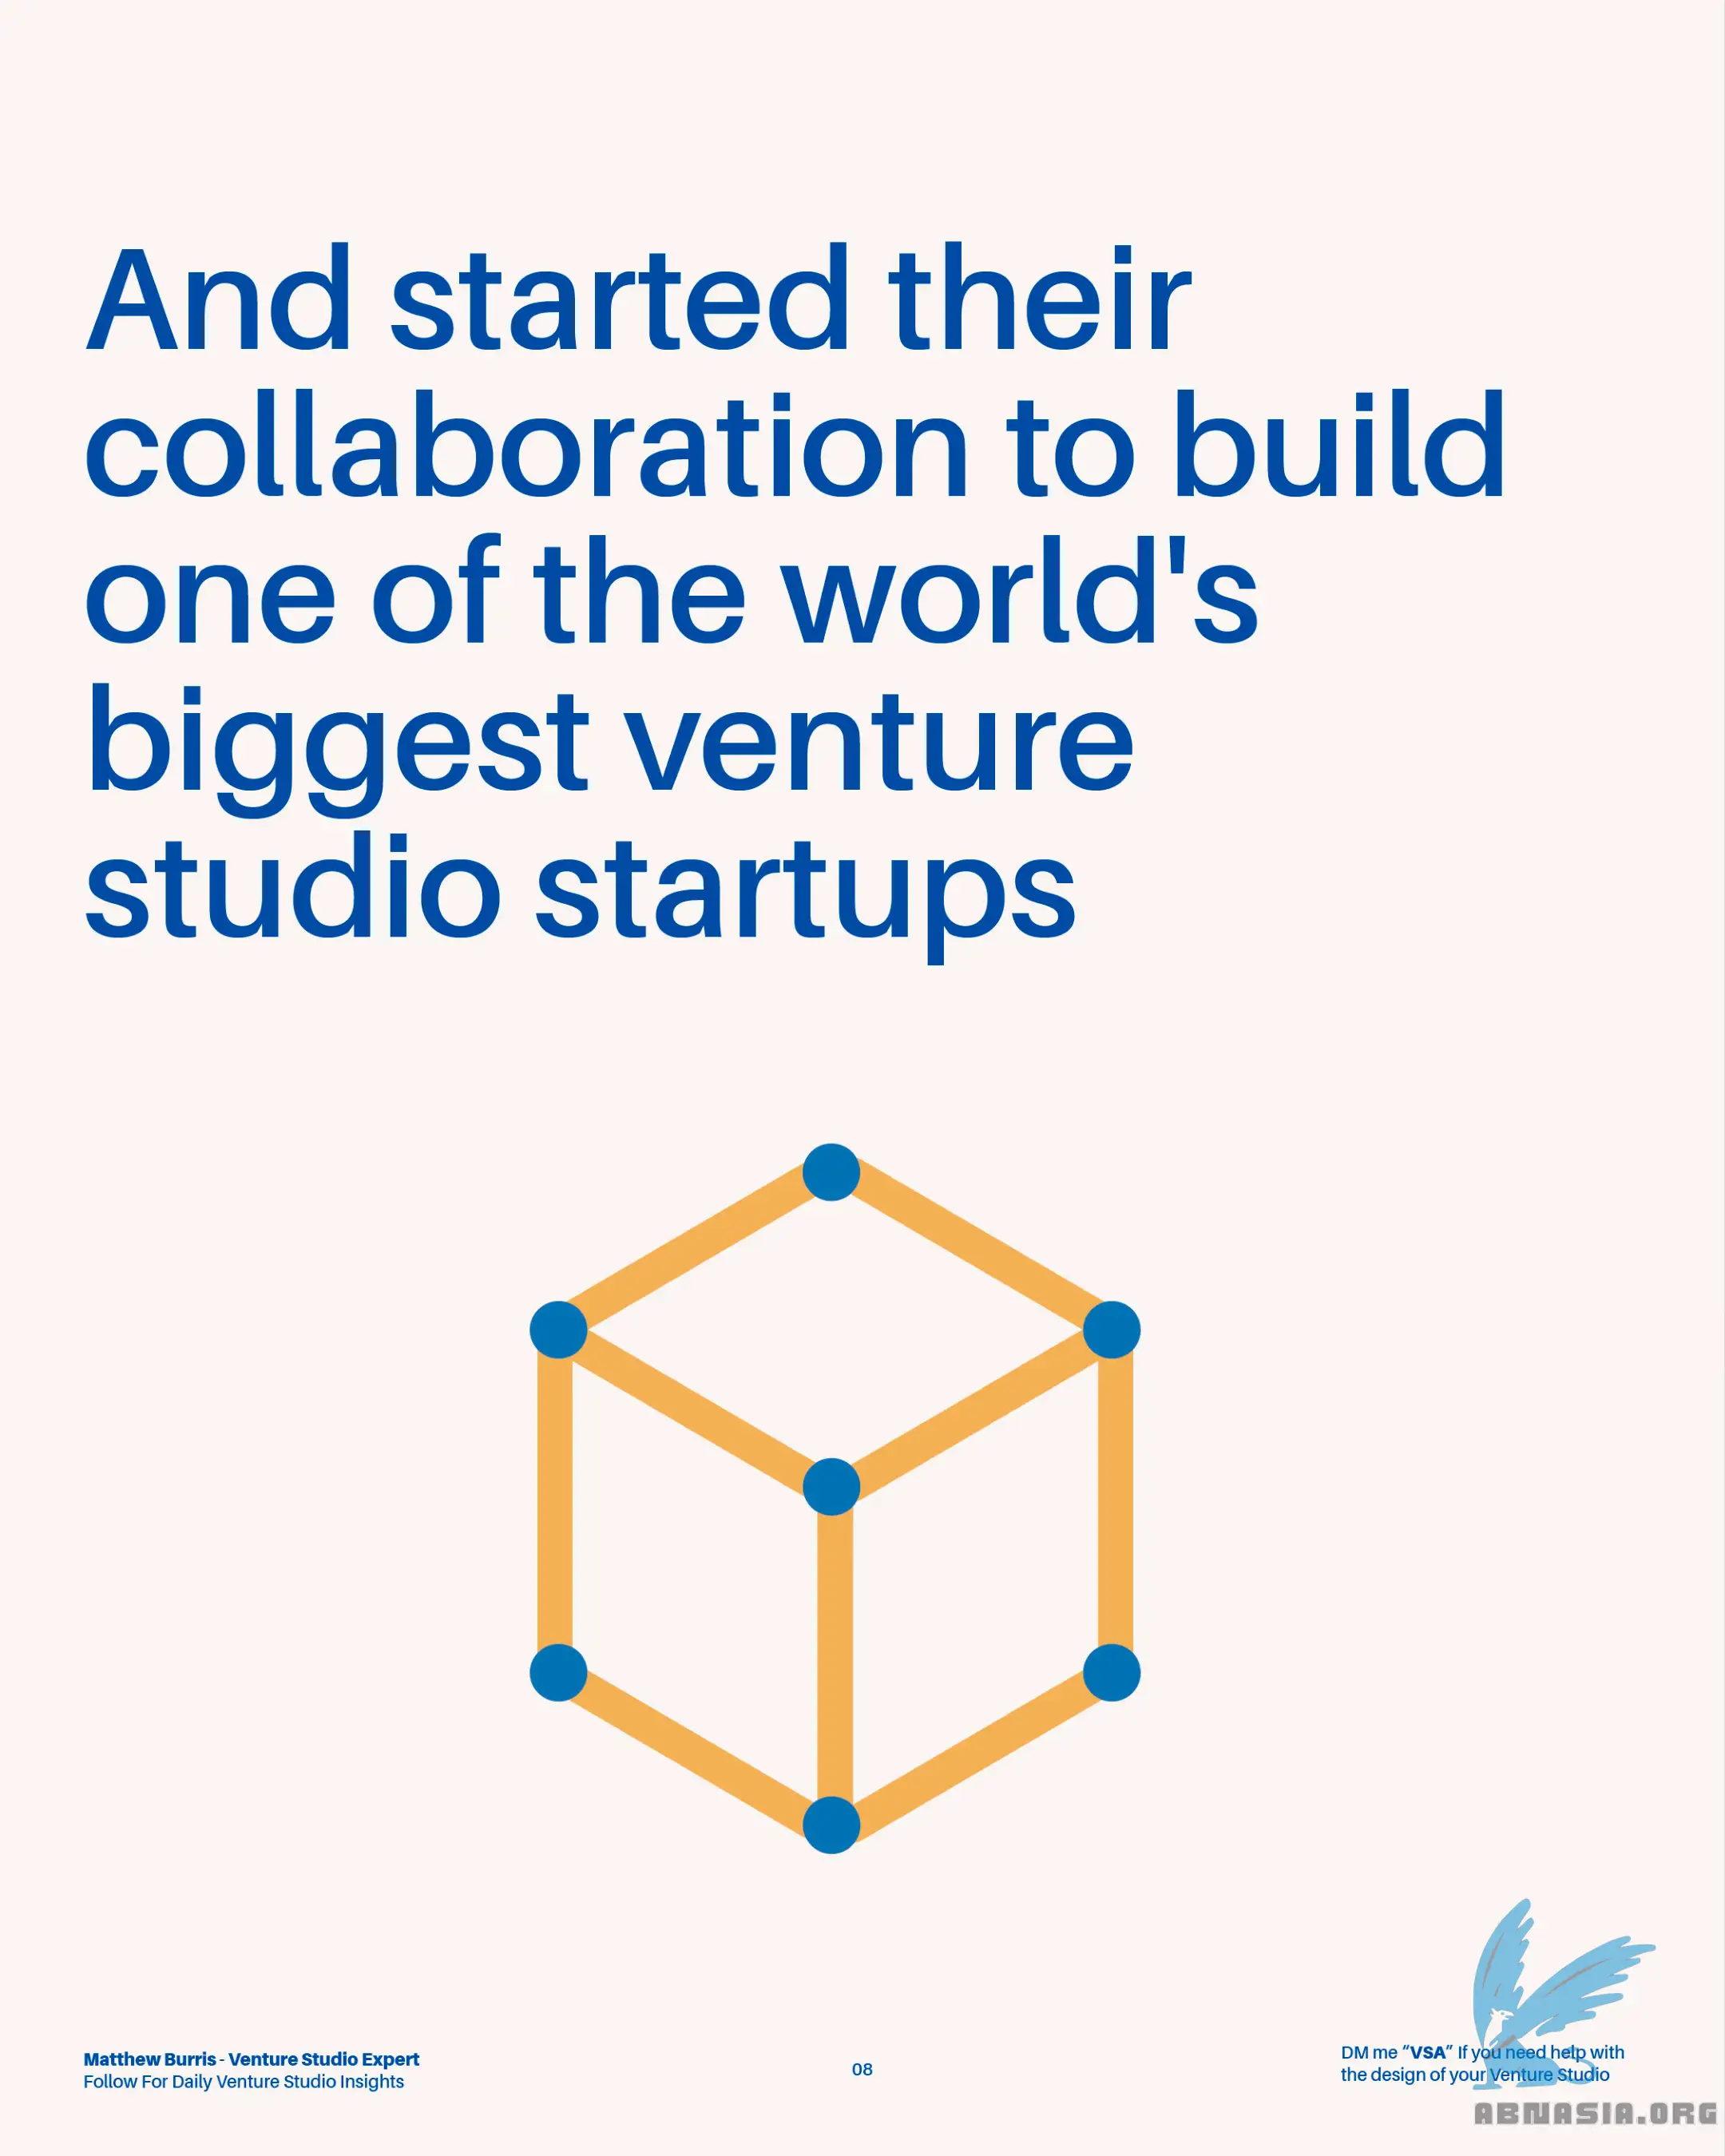 And started their
collaboration to build
one of the world's
biggest venture
studio startups
Matthew Burris - Venture Studio Expert
Follow For Daily Venture Studio Insights
08
DM me “VSA” If you need help with
the design of your Venture Studio
ABNASIA.ORG